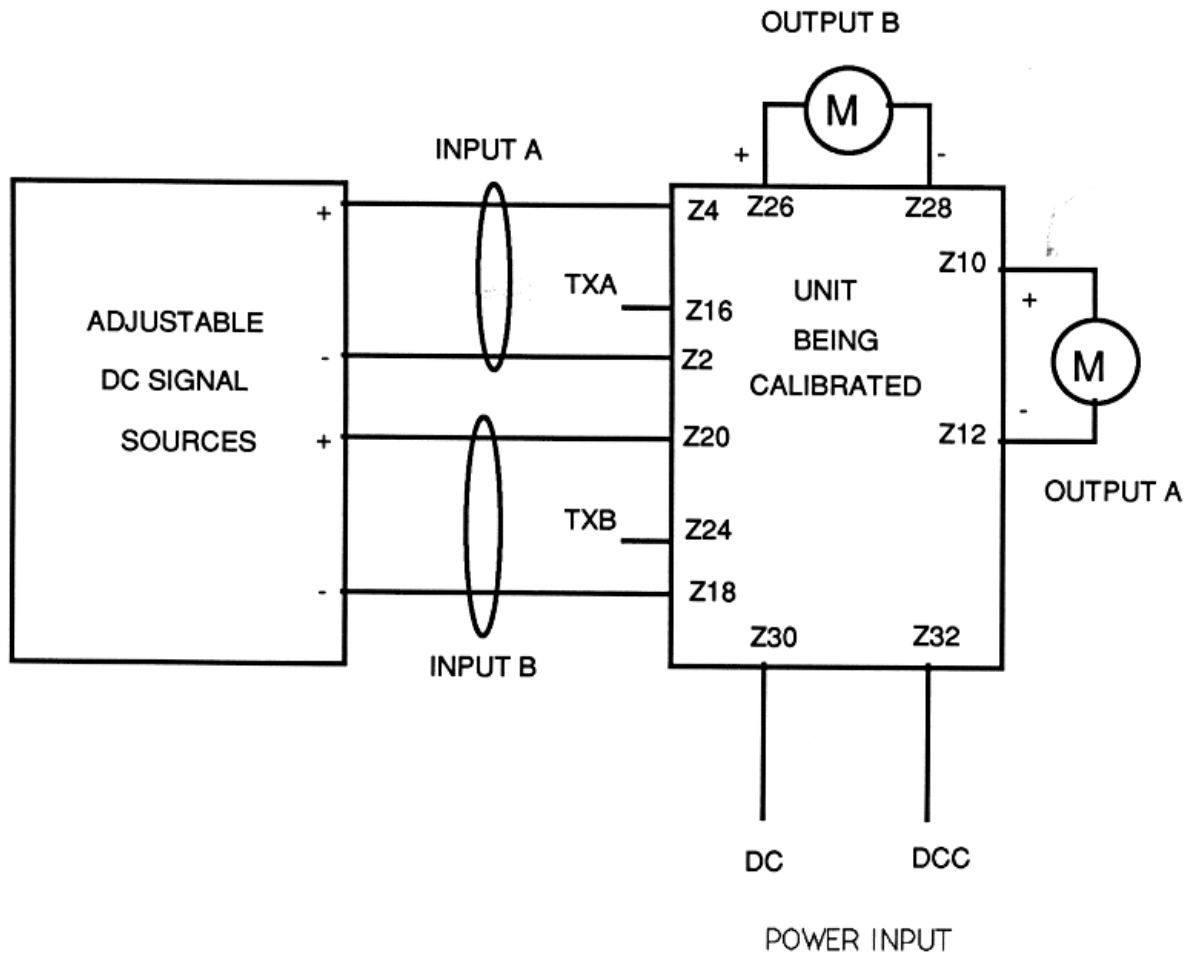 OUTPUT B
M
INPUT A
+
-
+
Z4
Z26
Z28
Z10
TXA
Z16
UNIT
+
ADJUSTABLE
BEING
-
Z2
M
DC SIGNAL
CALIBRATED
-
SOURCES
+
Z20
Z12
OUTPUT A
TXB
Z24
-
Z18
Z30
Z32
INPUT B
DC
DCC
POWER INPUT